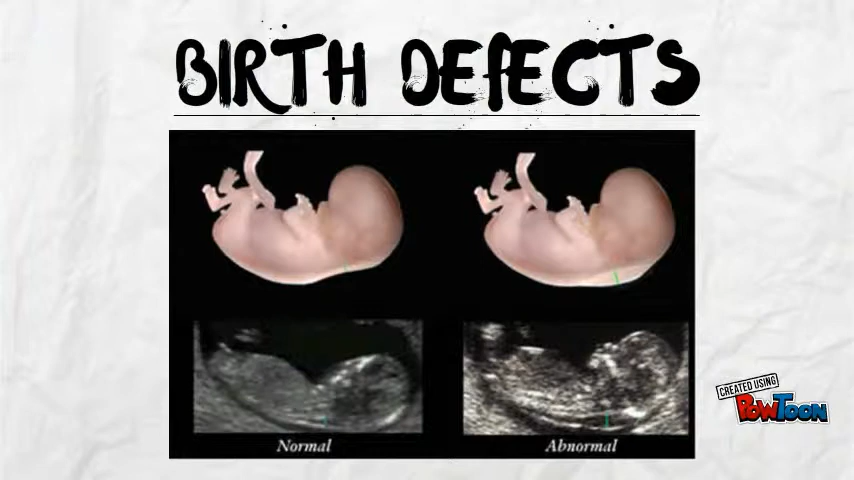 BIRTH DEFECTS
Normal
Abnormal
CREATED USING
POWTOON